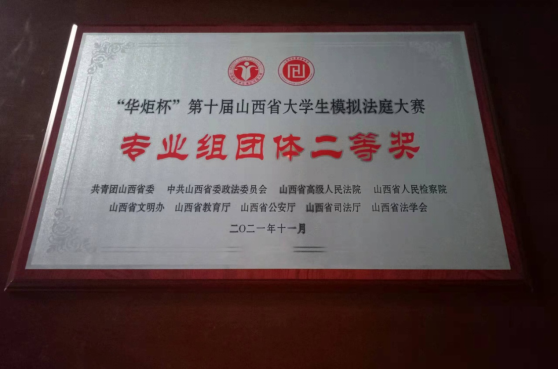 “华炬杯”第十届山西省大学生模拟法庭大赛
专业组团体二等奖
共青团山西省委 中共山西省委政法委员会 山西省高级人民法院 山西省人民检察院
山西省文明办 山西省教育厅 山西省公安厅 山西省司法厅 山西省法学会
二〇二一年十一月